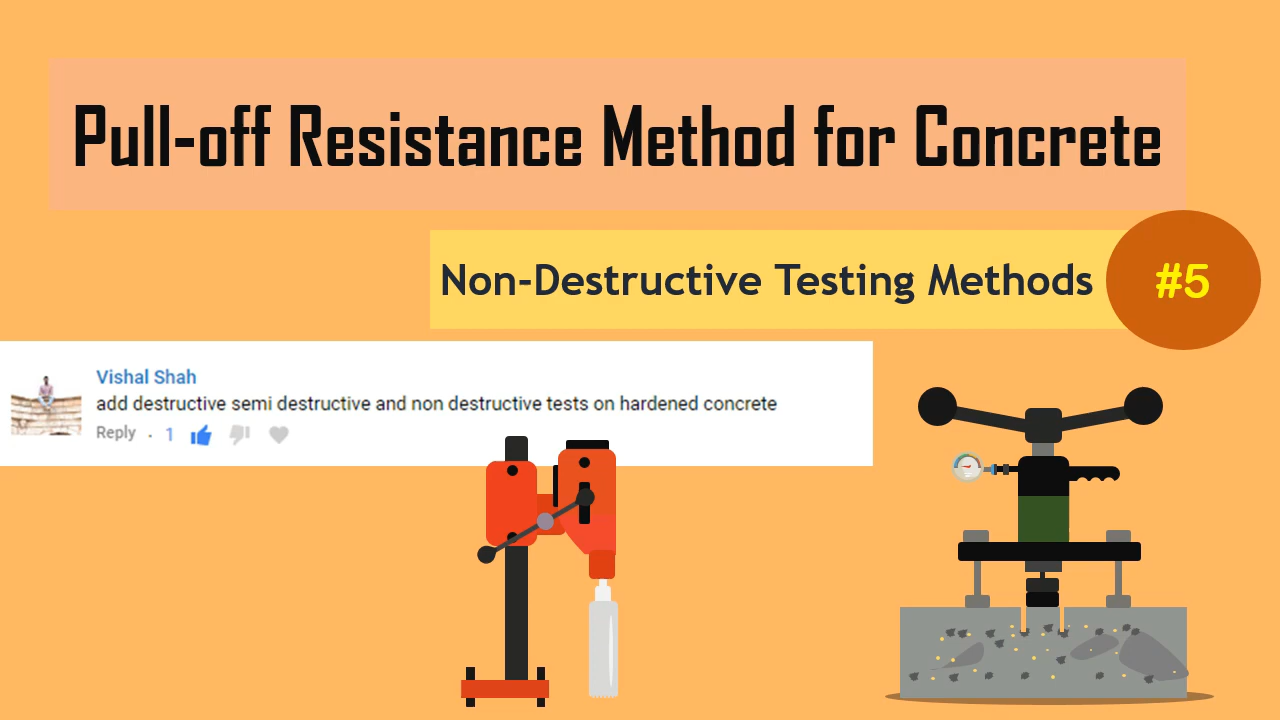 Pull-off Resistance Method for Concrete
Non-Destructive Testing Methods
#5
Vishal Shah
add destructive semi destructive and non destructive tests on hardened concrete
Reply . 1